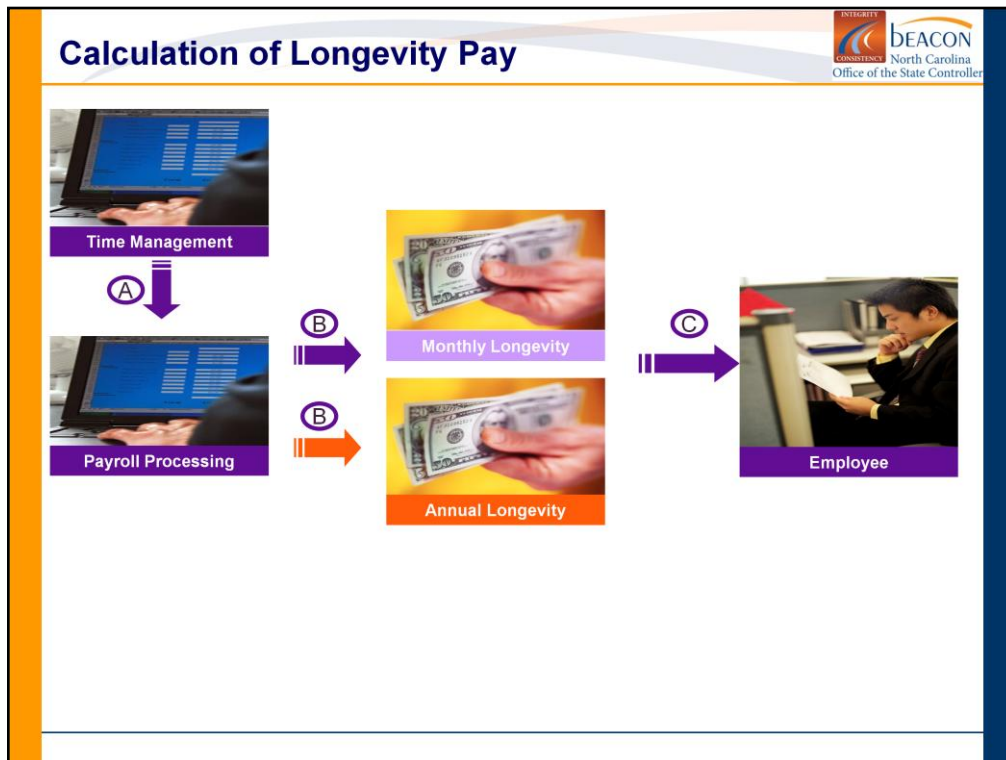 Calculation of Longevity Pay
INTEGRITY
CONSISTENCY
bEACON
North Carolina
Office of the State Controller
Time Management
A
Payroll Processing
B
Monthly Longevity
B
Annual Longevity
C
Employee